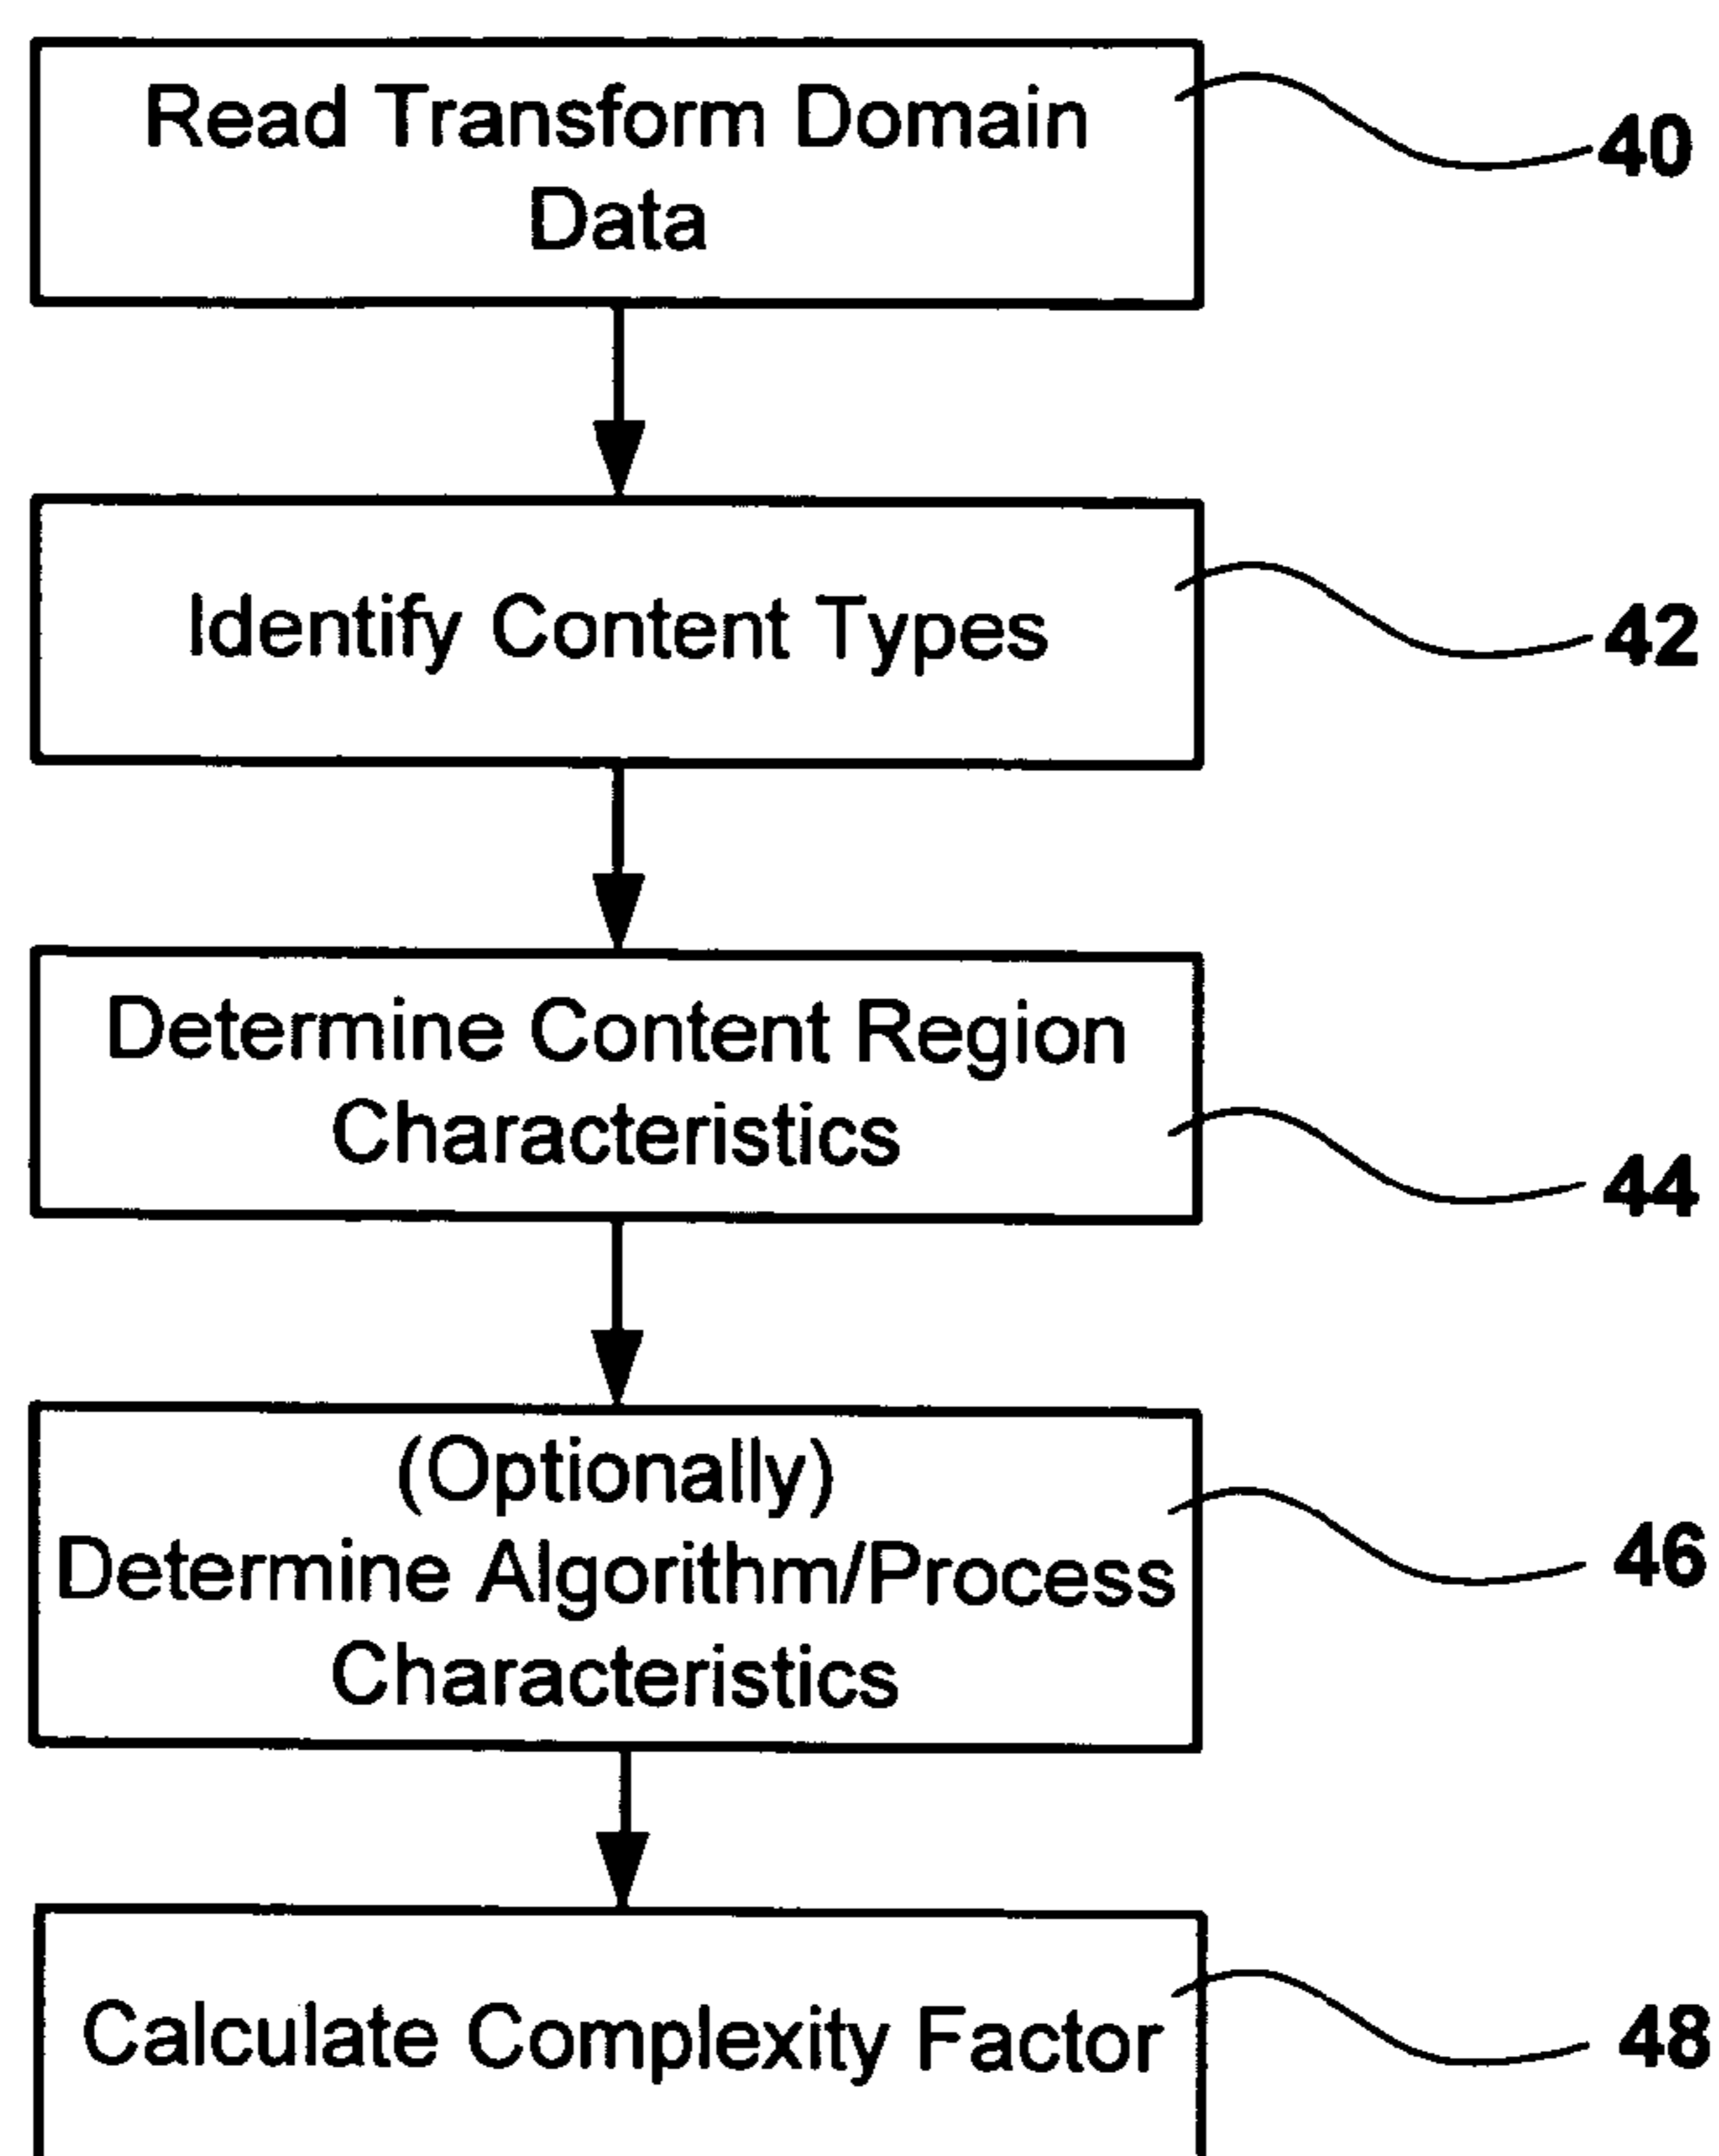 Read Transform Domain
Data
40
Identify Content Types
42
Determine Content Region
Characteristics
44
(Optionally)
Determine Algorithm/Process
Characteristics
46
Calculate Complexity Factor
48